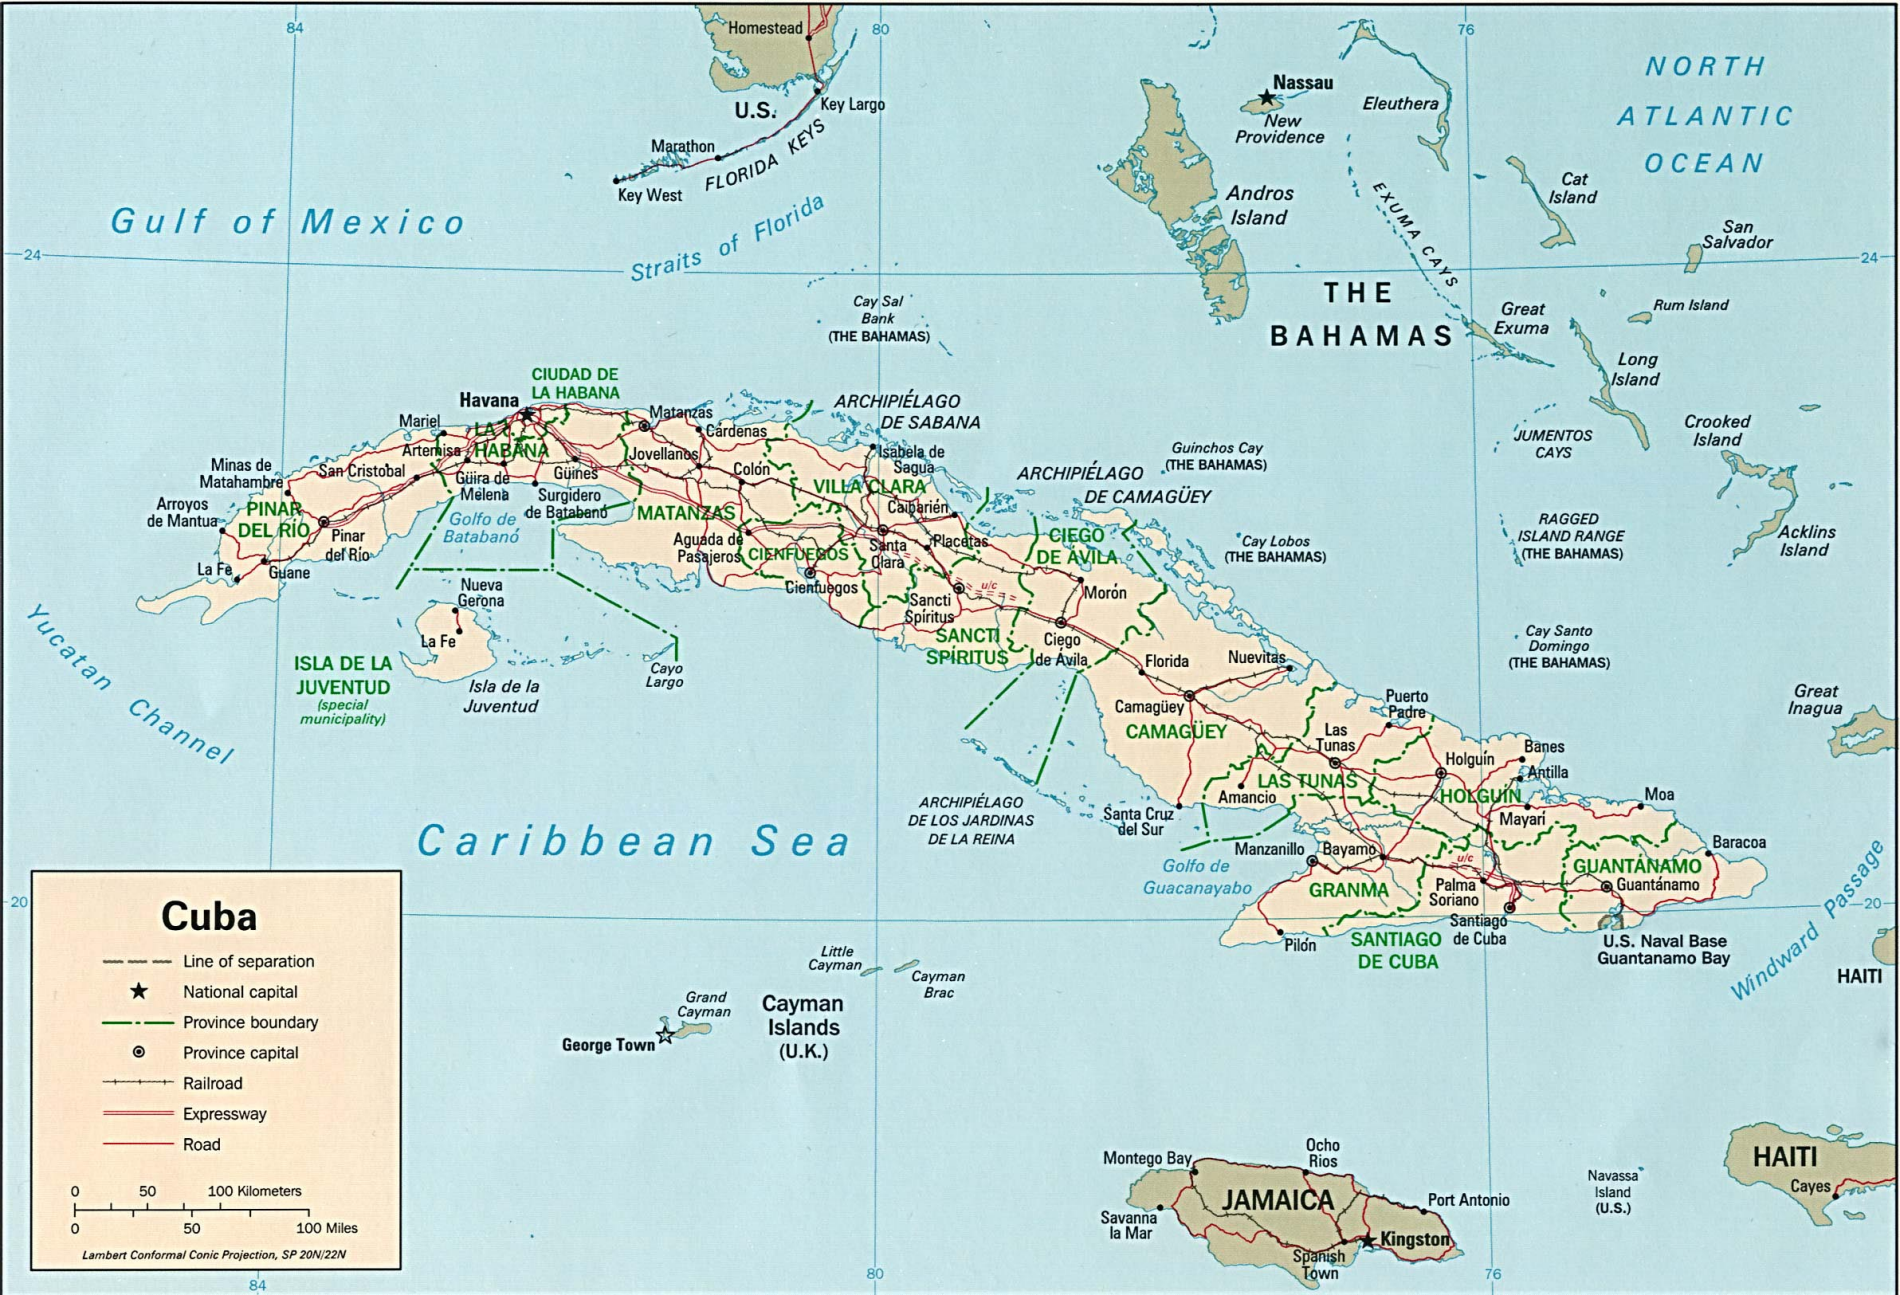 84
80
76
Homestead
U.S.
Key Largo
Marathon
Key West
FLORIDA KEYS
Gulf of Mexico
Straits of Florida
24
24
Nassau
New
Providence
Eleuthera
NORTH
ATLANTIC
OCEAN
Andros
Island
Cat
Island
EXUMA CAYS
San
Salvador
THE
BAHAMAS
Great
Exuma
Rum Island
Long
Island
Cay Sal
Bank
(THE BAHAMAS)
Crooked
Island
JUMENTOS
CAYS
Acklins
Island
RAGGED
ISLAND RANGE
(THE BAHAMAS)
Guinchos Cay
(THE BAHAMAS)
Cay Lobos
(THE BAHAMAS)
Cay Santo
Domingo
(THE BAHAMAS)
Great
Inagua
CIUDAD DE
LA HABANA
Havana
Mariel
LA
HABANA
Artemisa
San Cristobal
Minas de
Matahambre
Arroyos
de Mantua
PINAR
DEL RÍO
Pinar
del Río
La Fe
Guane
Güira de
Melena
Güines
Surgidero
de Batabanó
Golfo de
Batabanó
Matanzas
Cárdenas
Jovellanos
Colón
MATANZAS
Aguada de
Pasajeros
CIENFUEGOS
Cienfuegos
ARCHIPIÉLAGO
DE SABANA
Isabela de
Sagua
VILLA CLARA
Caibarién
Santa
Clara
Placetas
Sancti
Spíritus
u/c
SANCTI
SPÍRITUS
ARCHIPIÉLAGO
DE CAMAGÜEY
CIEGO
DE AVILA
Morón
Ciego
de Ávila
Nueva
Gerona
La Fe
ISLA DE LA
JUVENTUD
(special
municipality)
Isla de la
Juventud
Cayo
Largo
Yucatan Channel
Florida
Nuevitas
Camagüey
CAMAGÜEY
Puerto
Padre
Las
Tunas
LAS TUNAS
Amancio
Santa Cruz
del Sur
Holguín
HOLGUÍN
Banes
Antilla
Mayarí
Moa
Baracoa
ARCHIPIÉLAGO
DE LOS JARDINAS
DE LA REINA
Golfo de
Guacanayabo
Manzanillo
Bayamo
GRANMA
Pilón
u/c
Palma
Soriano
SANTIAGO
DE CUBA
Santiago
de Cuba
GUANTÁNAMO
Guantánamo
U.S. Naval Base
Guantanamo Bay
Windward Passage
HAITI
Caribbean Sea
20
20
Little
Cayman
Cayman
Brac
Grand
Cayman
George Town
Cayman
Islands
(U.K.)
Cuba
Line of separation
National capital
Province boundary
Province capital
Railroad
Expressway
Road
0 50 100 Kilometers
0 50 100 Miles
Lambert Conformal Conic Projection, SP 20N/22N
Montego Bay
Ocho
Rios
JAMAICA
Port Antonio
Savanna
la Mar
Spanish
Town
Kingston
Navassa
Island
(U.S.)
HAITI
Cayes
84
80
76